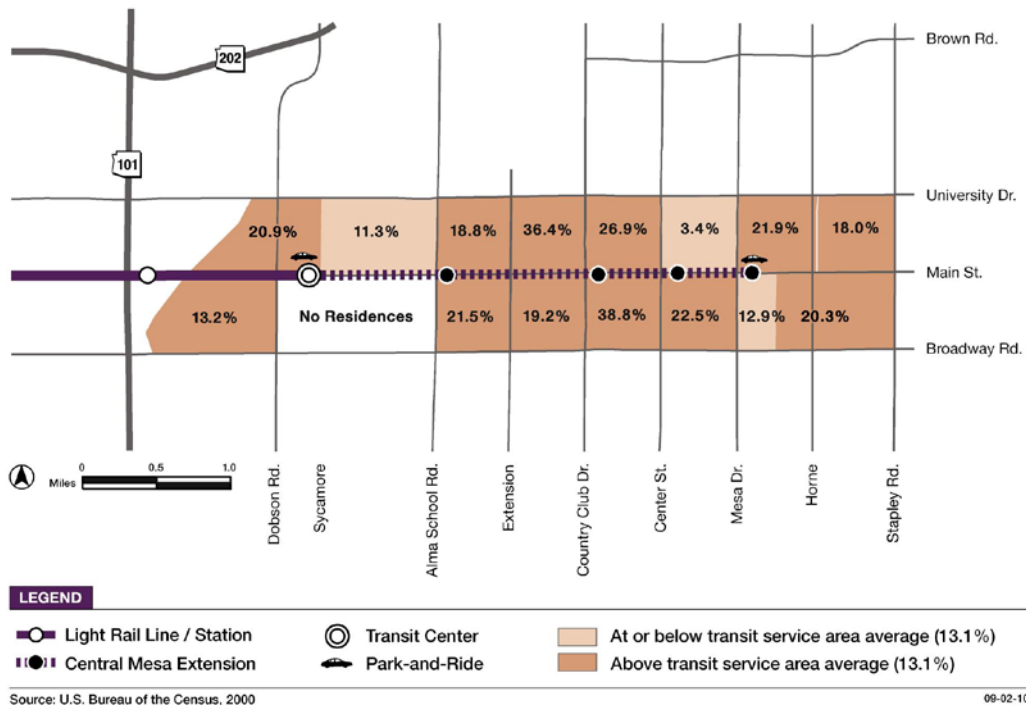 202
Brown Rd.
101
University Dr.
20.9%
11.3%
18.8%
36.4%
26.9%
3.4%
21.9%
18.0%
Main St.
13.2%
No Residences
21.5%
19.2%
38.8%
22.5%
12.9%
20.3%
Broadway Rd.
0 0.5 1.0
Miles
Dobson Rd.
Sycamore
Alma School Rd.
Extension
Country Club Dr.
Center St.
Mesa Dr.
Horne
Stapley Rd.
LEGEND
Light Rail Line / Station
Transit Center
At or below transit service area average (13.1%)
Central Mesa Extension
Park-and-Ride
Above transit service area average (13.1%)
Source: U.S. Bureau of the Census, 2000
09-02-10